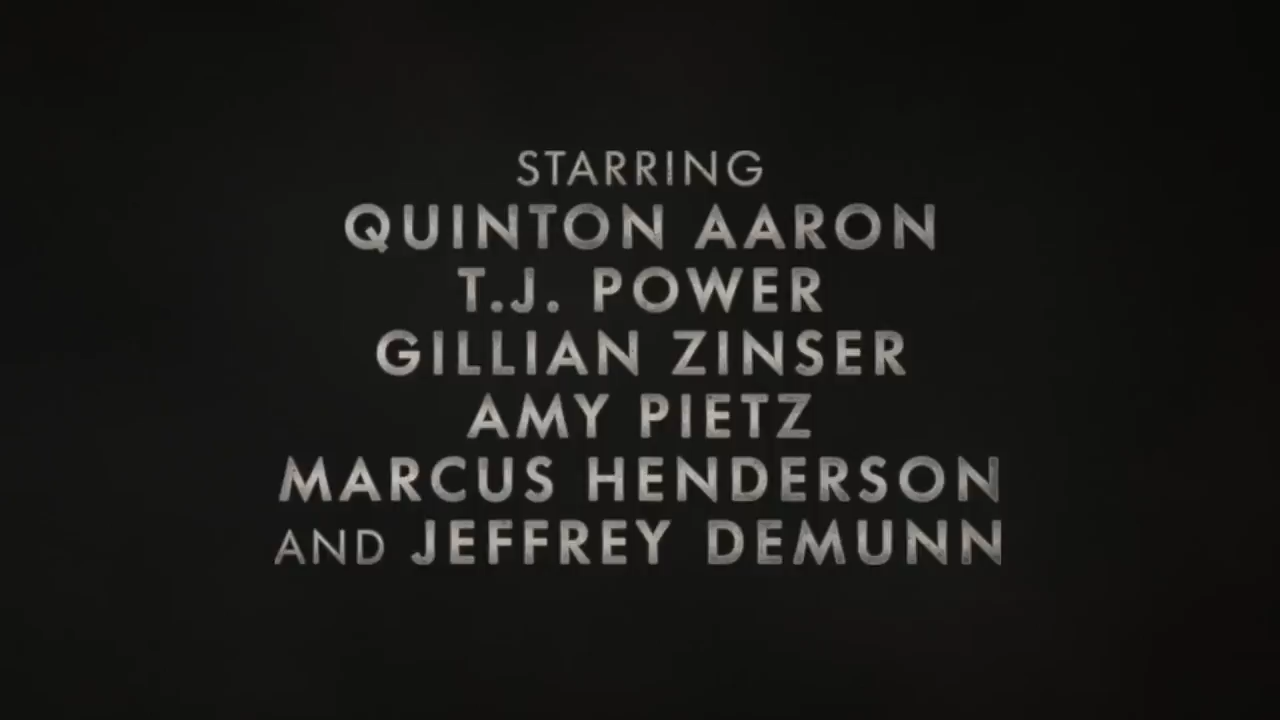 STARRING
QUINTON AARON
T.J. POWER
GILLIAN ZINSER
AMY PIETZ
MARCUS HENDERSON
AND JEFFREY DEMUNN